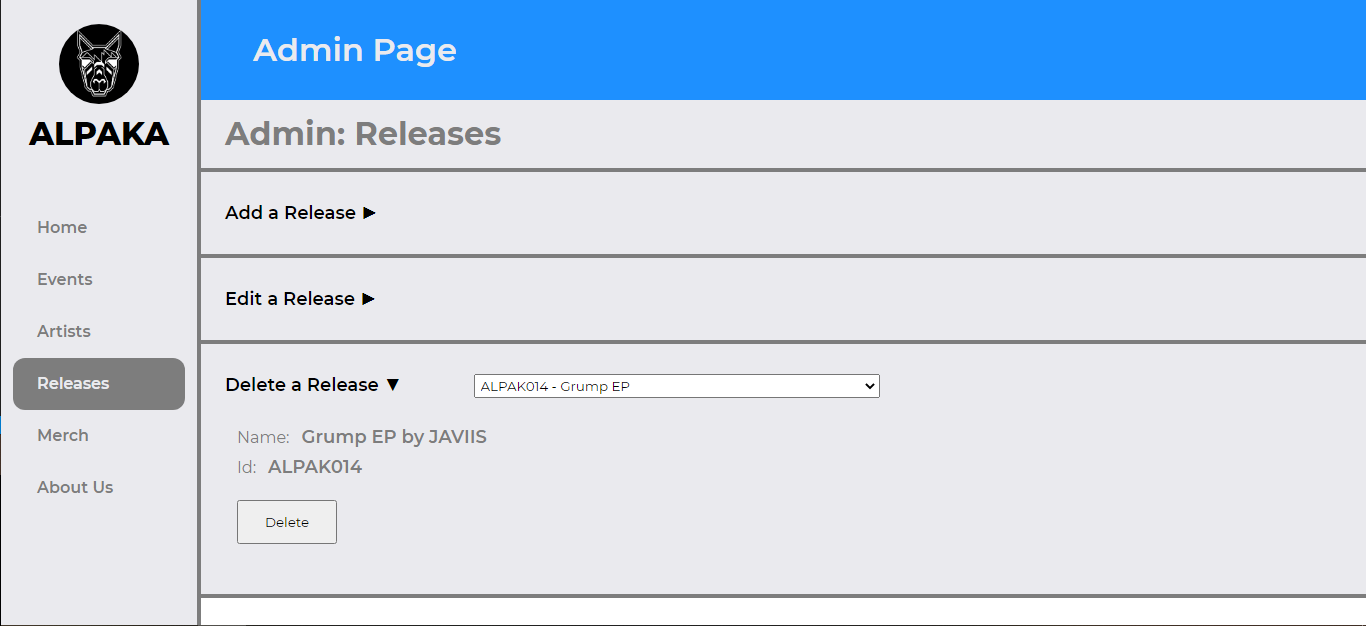 ALPAKA
Home
Events
Artists
Releases
Merch
About Us
Admin Page
Admin: Releases
Add a Release ►
Edit a Release ►
Delete a Release ▼ ALPAK014 - Grump EP
Name: Grump EP by JAVIIS
Id: ALPAK014
Delete